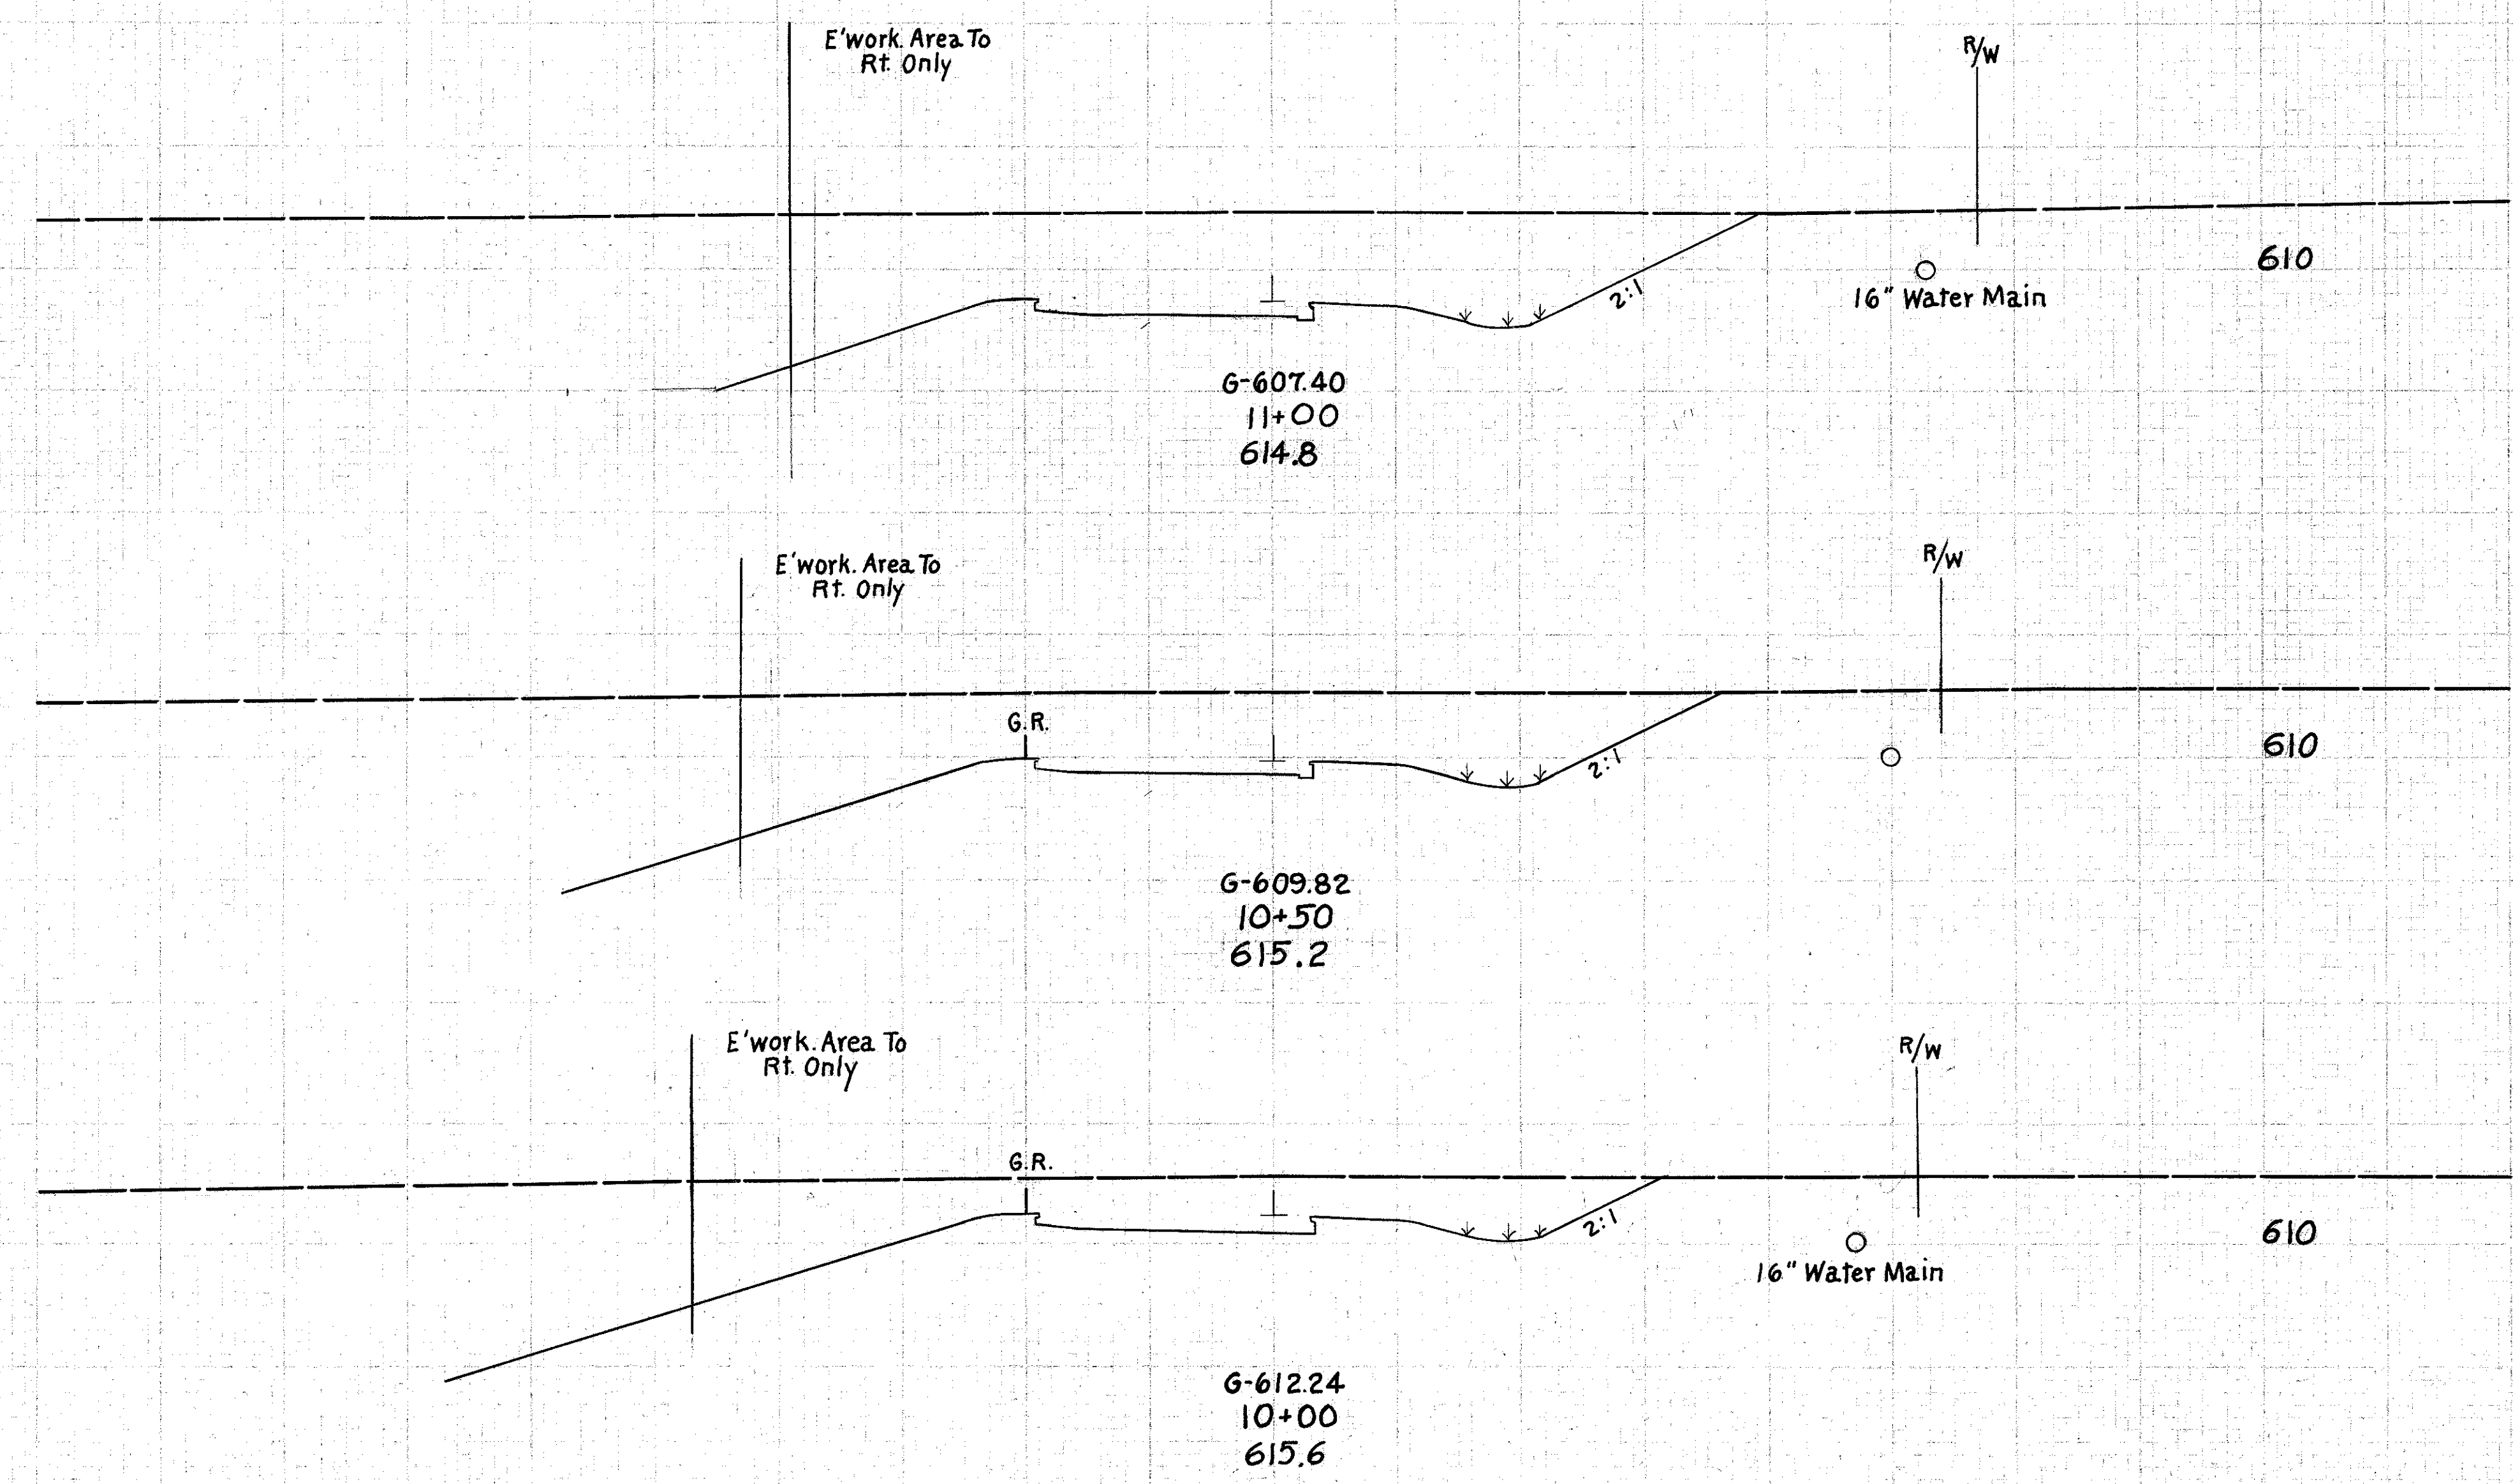 E'work. Area To
Rt. Only
R/W
610
16" Water Main
2:1
G-607.40
11+00
614.8
E'work. Area To
Rt. Only
R/W
G.R.
610
2:1
G-609.82
10+50
615.2
E'work. Area To
Rt. Only
R/W
G.R.
2:1
610
16" Water Main
G-612.24
10+00
615.6